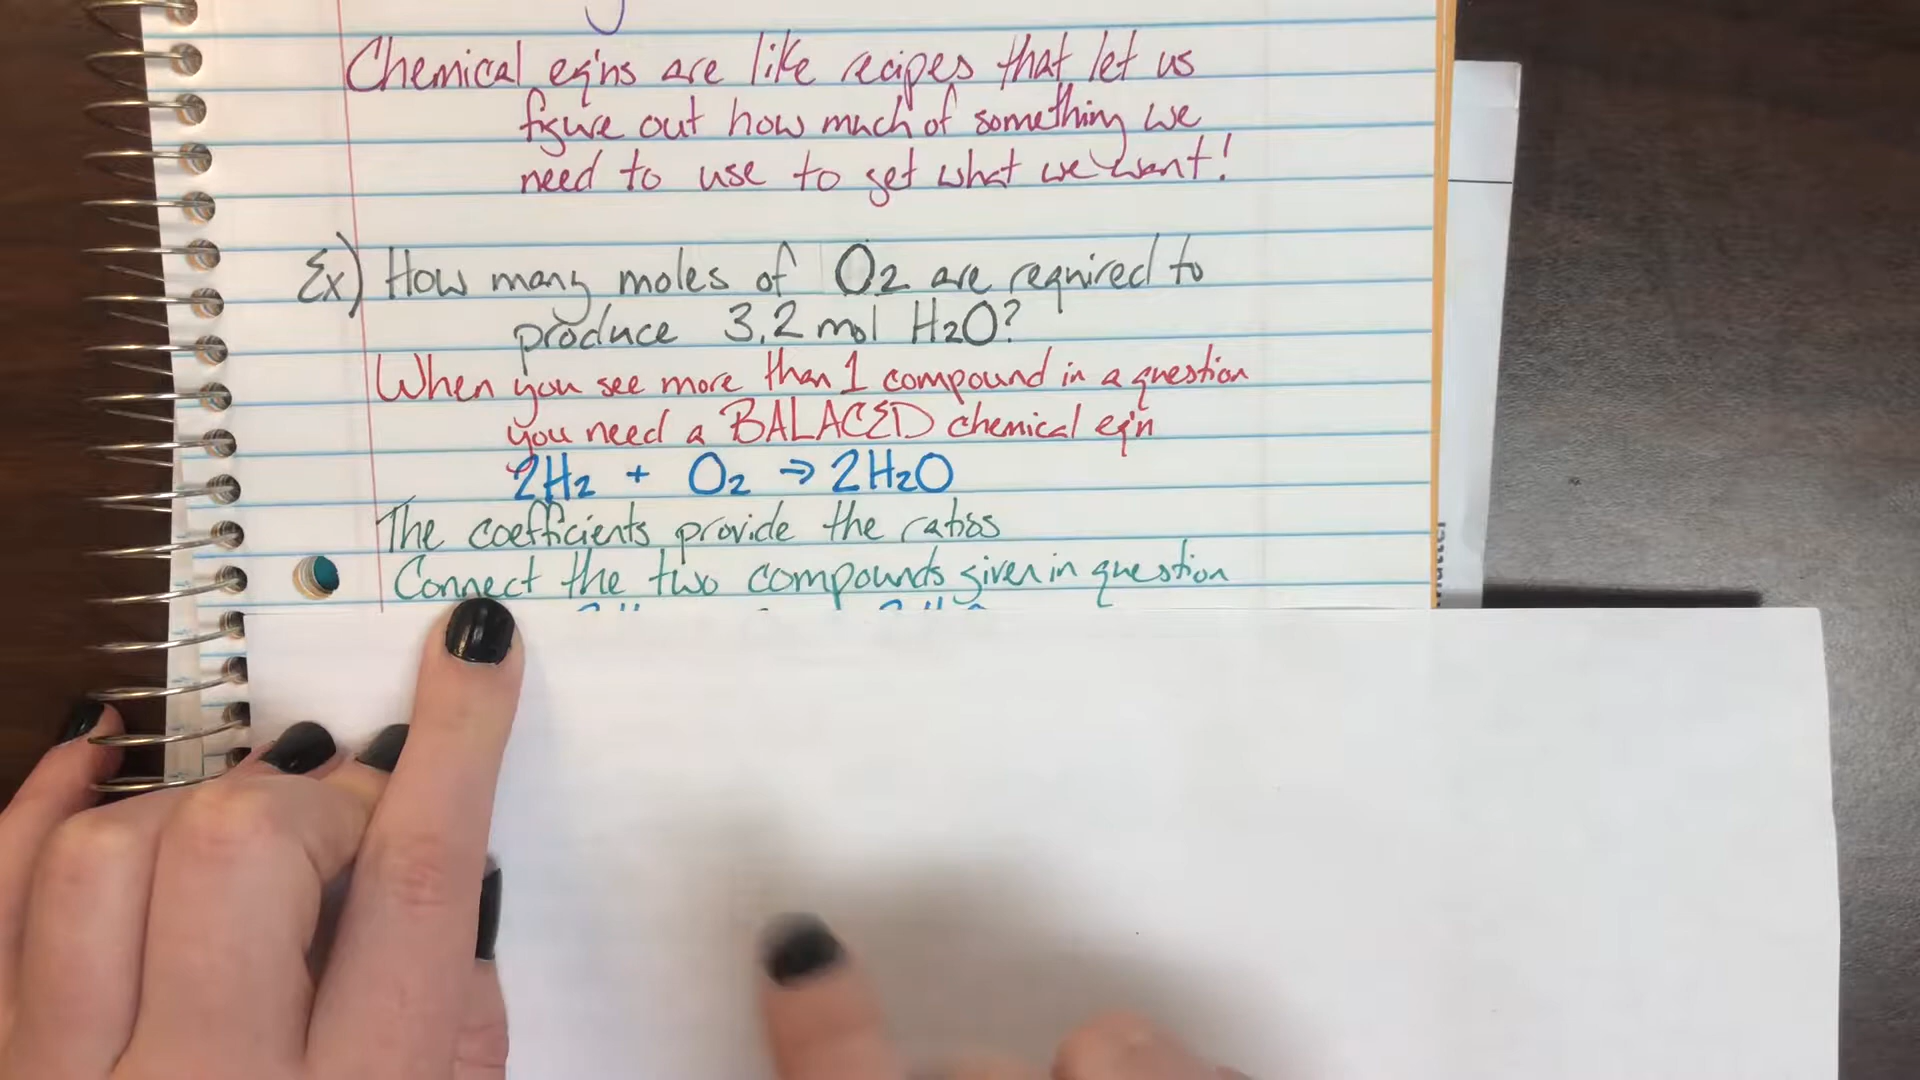 Chemical eq'ns are like recipes that let us
figure out how much of something we
need to use to get what we want!
Ex) How many moles of O2 are required to
produce 3.2 mol H2O?
When you see more than 1 compound in a question
you need a BALACED chemical eq'n
2H2 + O2 → 2H2O
The coefficients provide the ratios
Connect the two compounds given in question